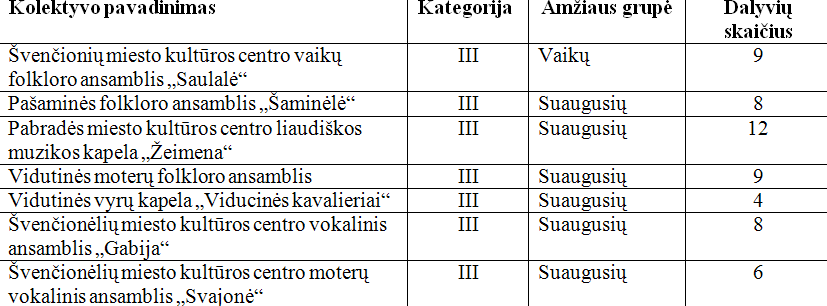 Kolektyvo pavadinimas Kategorija Amžiaus grupė Dalyvių skaičius
Švenčionių miesto kultūros centro vaikų III Vaikų 9
folkloro ansamblis „Saulalė“
Pašaminės folkloro ansamblis „Šaminėlė“ III Suaugusių 8
Pabradės miesto kultūros centro liaudiškos III Suaugusių 12
muzikos kapela „Žeimena“
Vidutinės moterų folkloro ansamblis III Suaugusių 9
Vidutinės vyrų kapela „Viducinės kavalieriai“ III Suaugusių 4
Švenčionėlių miesto kultūros centro vokalinis III Suaugusių 8
ansamblis „Gabija“
Švenčionėlių miesto kultūros centro moterų III Suaugusių 6
vokalinis ansamblis „Svajonė“